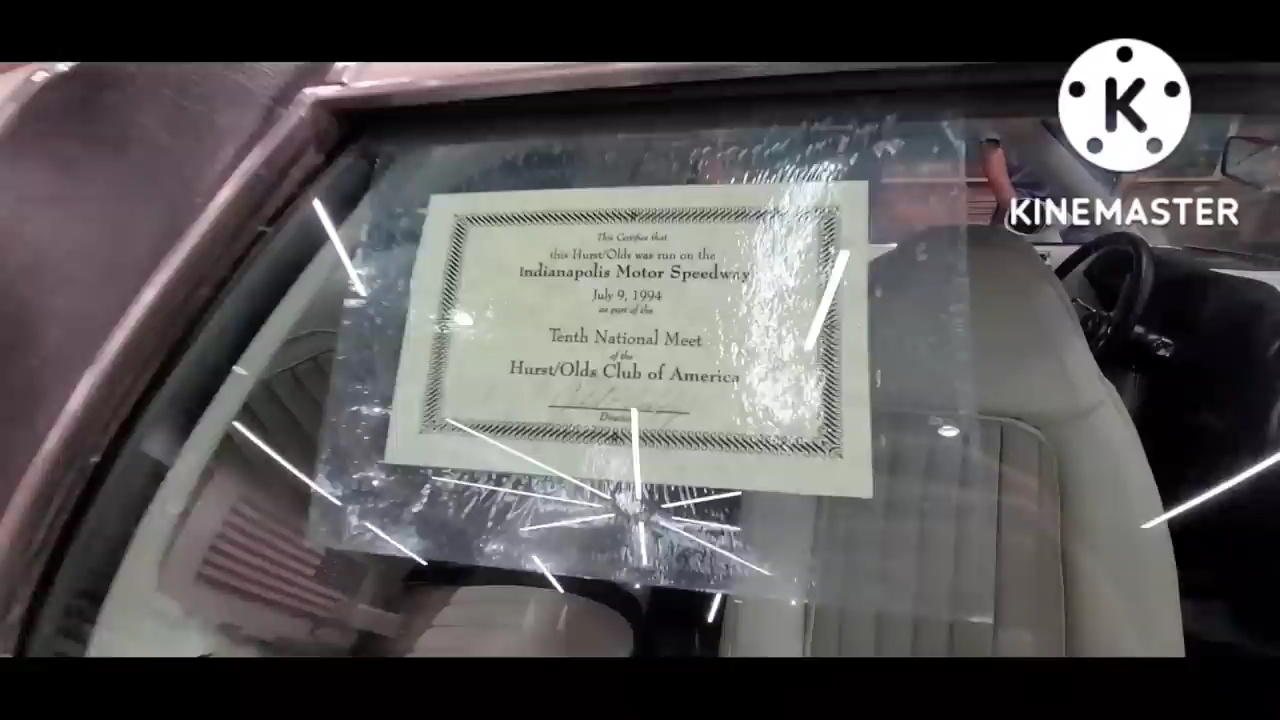 K
KINEMASTER
This Certifies that
this Hurst/Olds was run on the
Indianapolis Motor Speedway
July 9, 1994
as part of the
Tenth National Meet
of the
Hurst/Olds Club of America